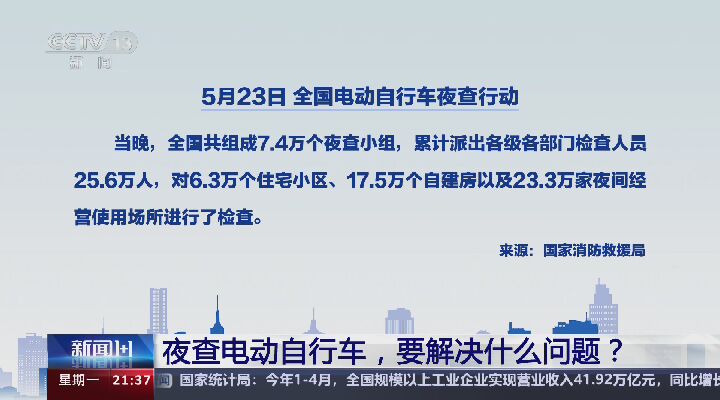 CCTV 13
新闻
5月23日 全国电动自行车夜查行动
当晚，全国共组成7.4万个夜查小组，累计派出各级各部门检查人员
25.6万人，对6.3万个住宅小区、17.5万个自建房以及23.3万家夜间经
营使用场所进行了检查。
来源：国家消防救援局
新闻1+1
夜查电动自行车，要解决什么问题？
星期一 21:37 国家统计局：今年1-4月，全国规模以上工业企业实现营业收入41.92万亿元，同比增长